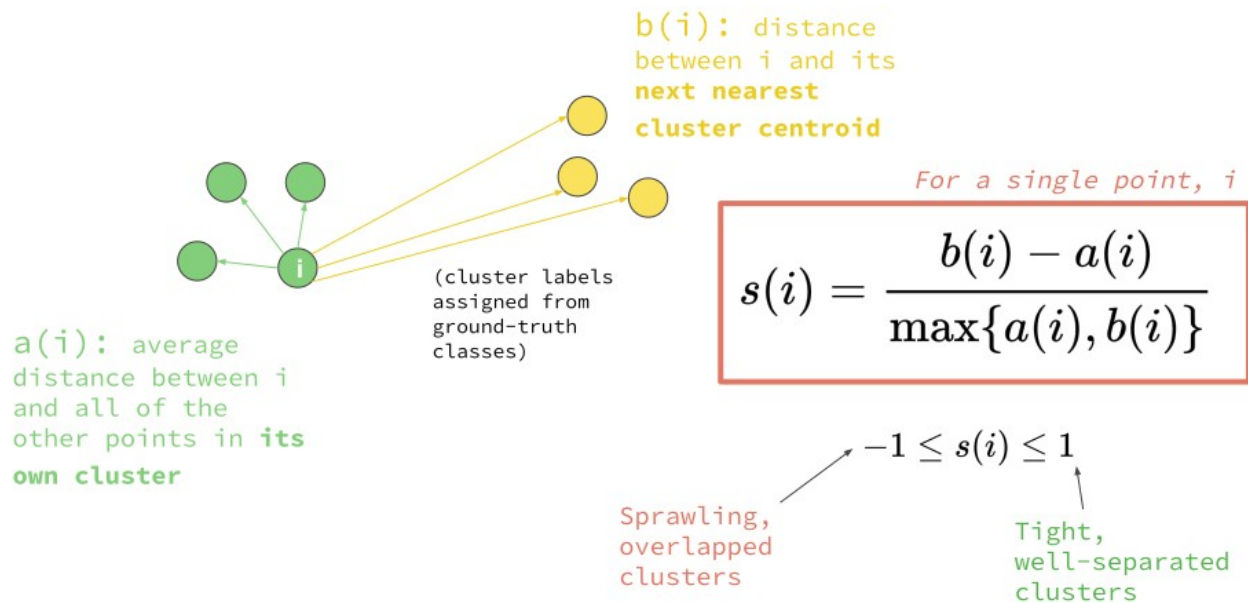 b(i): distance
between i and its
next nearest
cluster centroid
For a single point, i
i
s(i) = \frac{b(i) - a(i)}{\max\{a(i), b(i)\}}
(cluster labels
assigned from
ground-truth
classes)
a(i): average
distance between i
and all of the
other points in its
own cluster
−1 ≤ s(i) ≤ 1
Sprawling,
overlapped
clusters
Tight,
well-separated
clusters